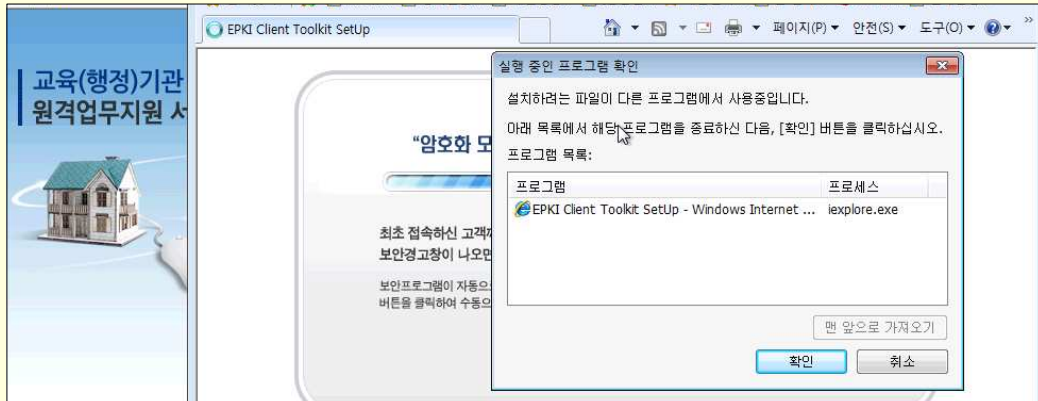 EPKI Client Toolkit SetUp
페이지(P) 안전(S) 도구(O)
교육(행정)기관
원격업무지원
"암호화 모
최초 접속하신 고객
보안경고창이 나오면
보안프로그램이 자동으
버튼을 클릭하여 수동으
실행 중인 프로그램 확인
설치하려는 파일이 다른 프로그램에서 사용중입니다.
아래 목록에서 해당 프로그램을 종료하신 다음, [확인] 버튼을 클릭하십시오.
프로그램 목록:
프로그램 프로세스
EPKI Client Toolkit SetUp - Windows Internet ... iexplore.exe
맨 앞으로 가져오기
확인 취소